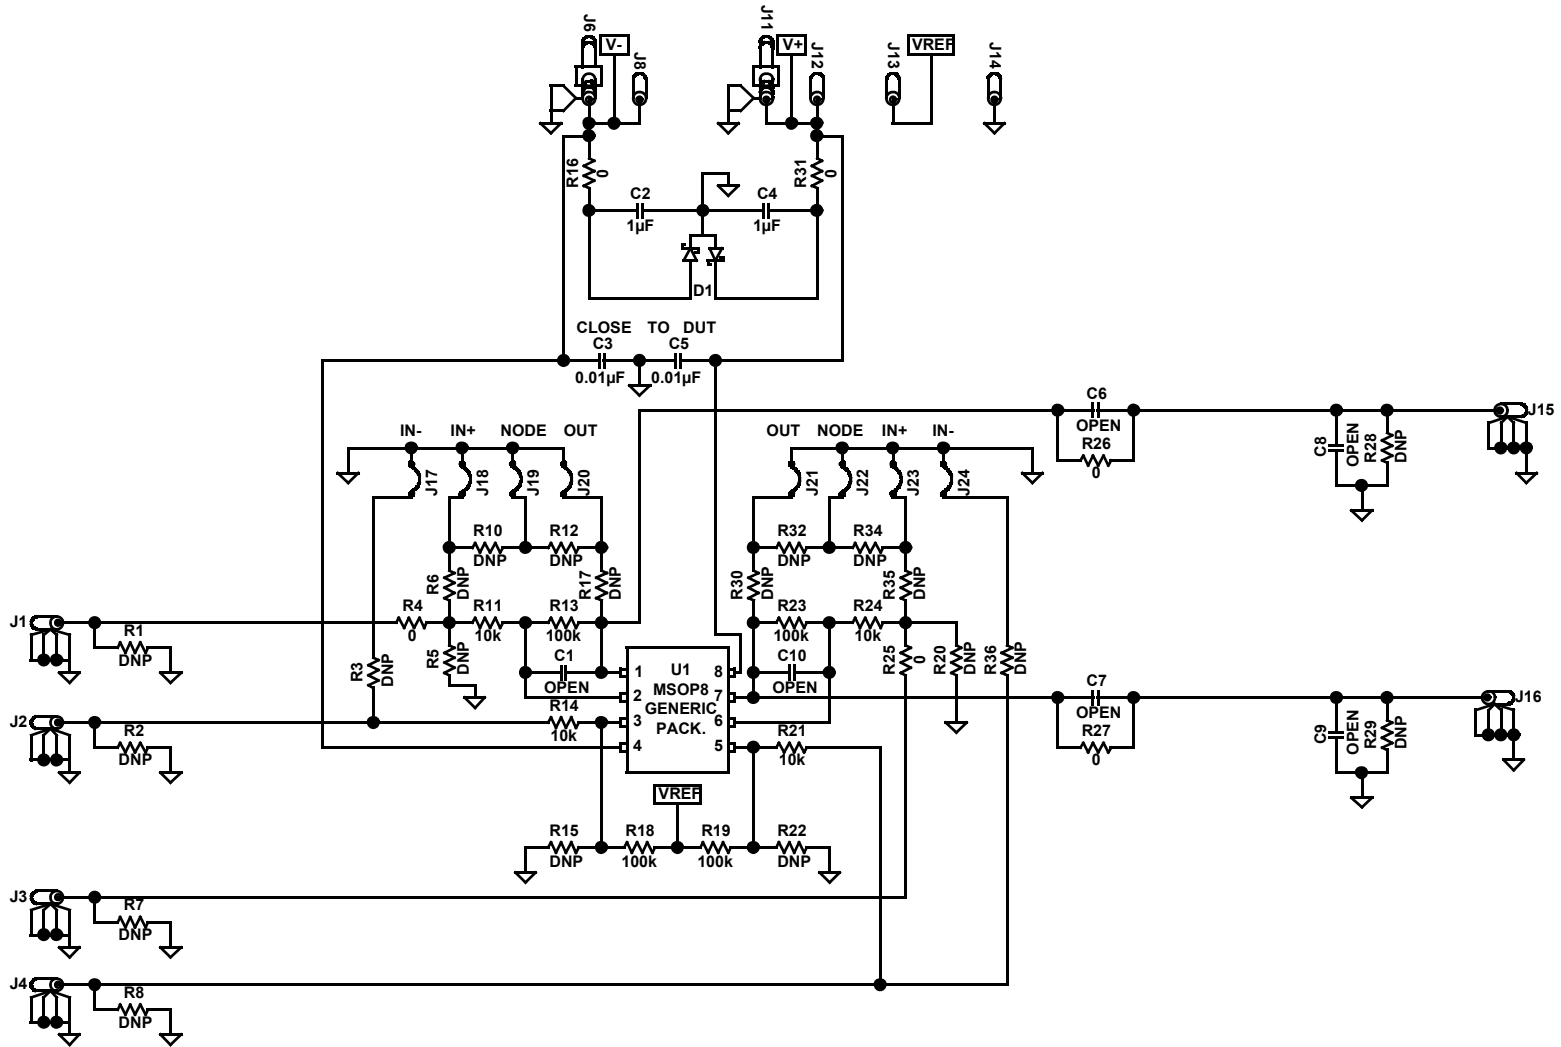 J6
V-
J8
J11
V+
J12
J13
VREF
J14
R16
0
R31
0
C2
1µF
C4
1µF
D1
CLOSE TO DUT
C3
0.01µF
C5
0.01µF
C6
OPEN
R26
0
C8
OPEN
R28
DNP
J15
IN-
IN+
NODE
OUT
J17
J18
J19
J20
OUT
NODE
IN+
IN-
J21
J22
J23
J24
R10
DNP
R12
DNP
R6
DNP
R17
DNP
R32
DNP
R34
DNP
R30
DNP
R35
DNP
J1
R1
DNP
R4
0
R11
10k
R13
100k
R3
DNP
R5
DNP
C1
OPEN
R23
100k
R24
10k
C10
OPEN
R25
0
R20
DNP
R36
DNP
U1
MSOP8
GENERIC
PACK.
1
2
3
4
8
7
6
5
J2
R2
DNP
R14
10k
R21
10k
C7
OPEN
R27
0
C9
OPEN
R29
DNP
J16
VREF
R15
DNP
R18
100k
R19
100k
R22
DNP
J3
R7
DNP
J4
R8
DNP